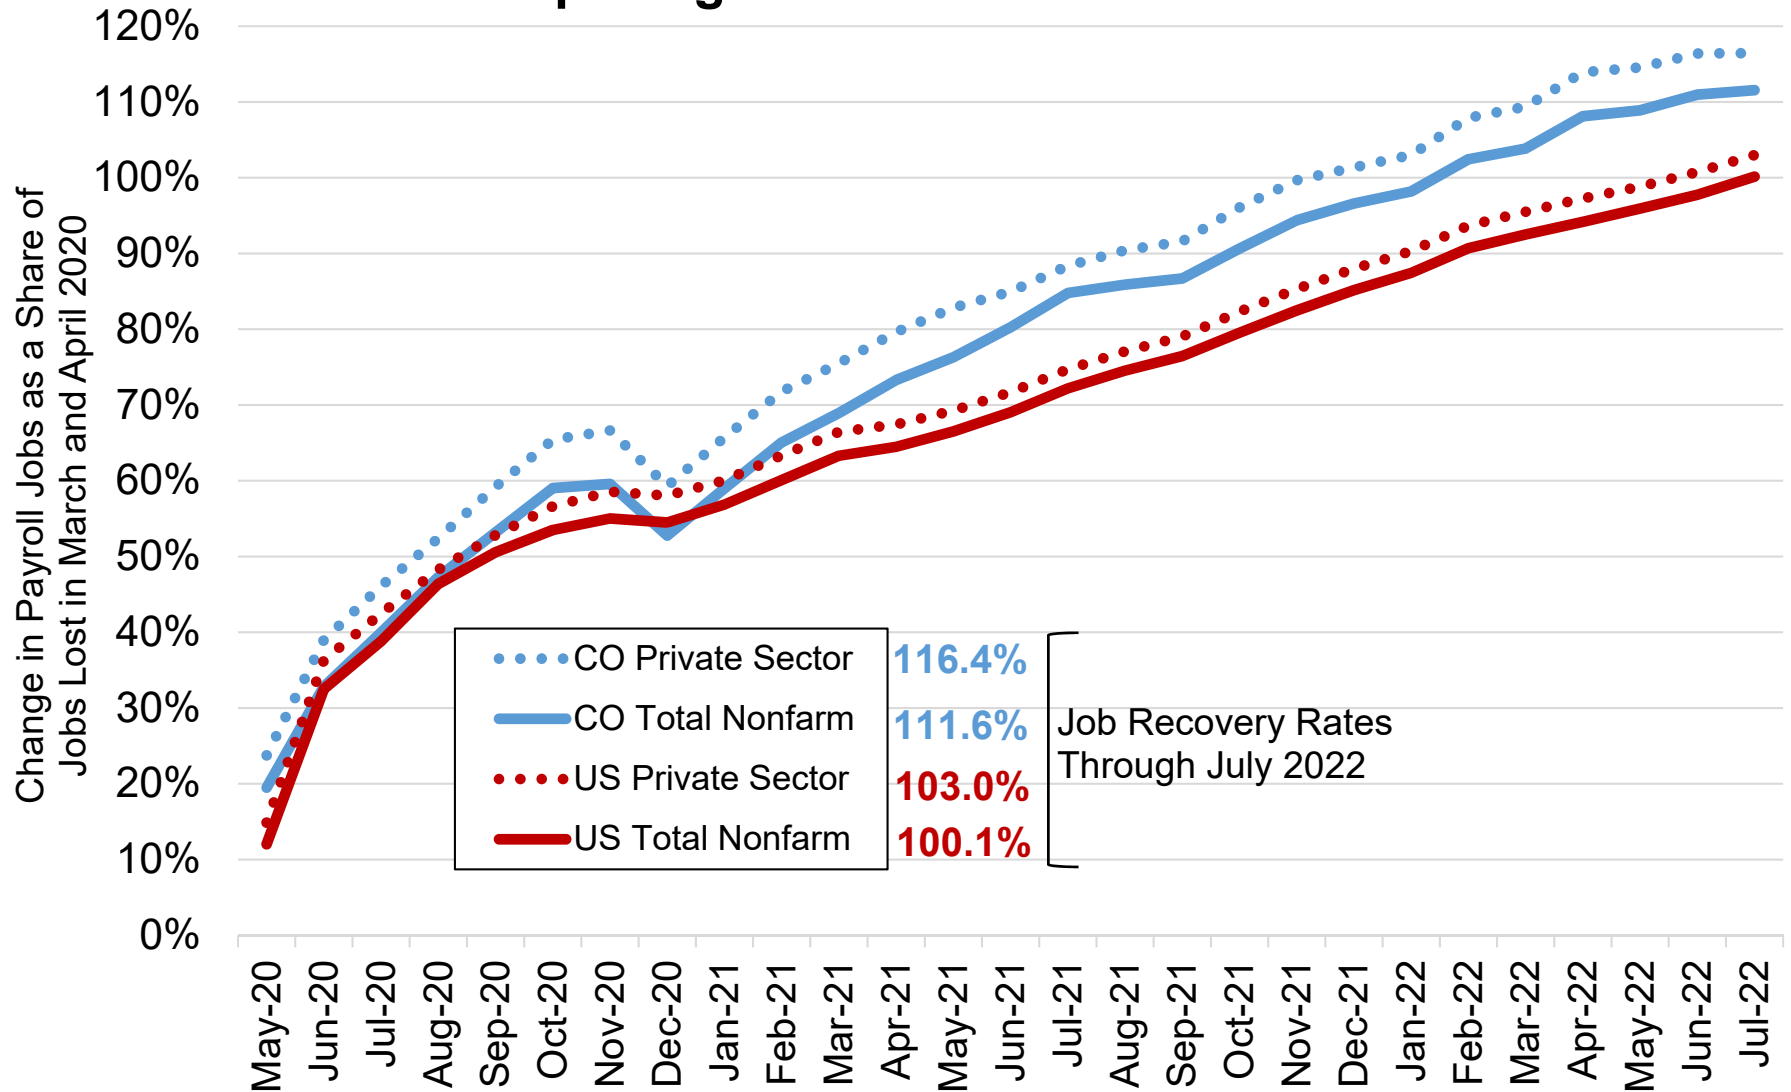 120%
110%
100%
90%
80%
70%
60%
50%
40%
30%
20%
10%
0%
Change in Payroll Jobs as a Share of
Jobs Lost in March and April 2020
CO Private Sector 116.4%
CO Total Nonfarm 111.6%
US Private Sector 103.0%
US Total Nonfarm 100.1%
Job Recovery Rates
Through July 2022
May-20
Jun-20
Jul-20
Aug-20
Sep-20
Oct-20
Nov-20
Dec-20
Jan-21
Feb-21
Mar-21
Apr-21
May-21
Jun-21
Jul-21
Aug-21
Sep-21
Oct-21
Nov-21
Dec-21
Jan-22
Feb-22
Mar-22
Apr-22
May-22
Jun-22
Jul-22